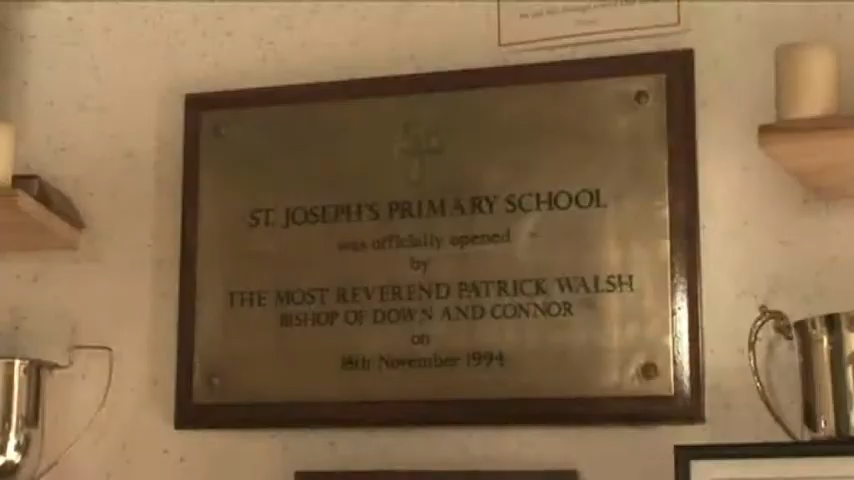 ST. JOSEPH'S PRIMARY SCHOOL
was officially opened
by
THE MOST REVEREND PATRICK WALSH
BISHOP OF DOWN AND CONNOR
on
18th November 1994